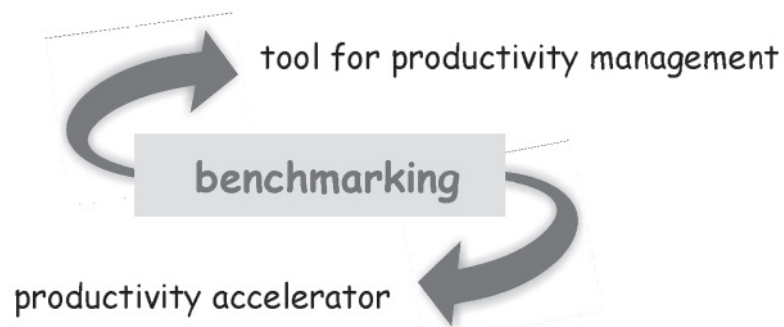 tool for productivity management
benchmarking
productivity accelerator